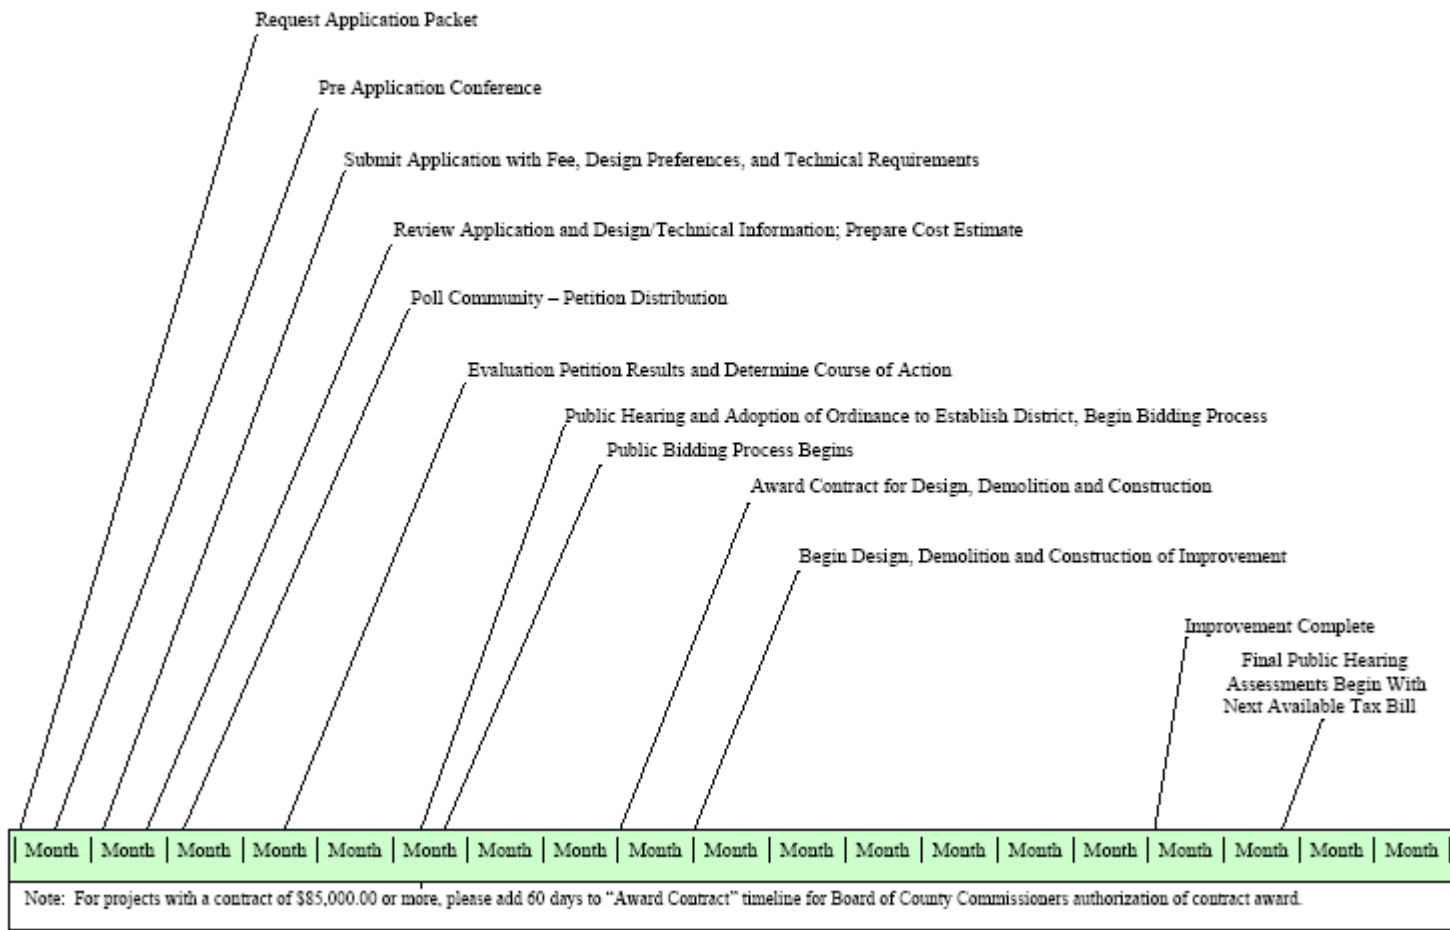 Request Application Packet
Pre Application Conference
Submit Application with Fee, Design Preferences, and Technical Requirements
Review Application and Design/Technical Information; Prepare Cost Estimate
Poll Community – Petition Distribution
Evaluation Petition Results and Determine Course of Action
Public Hearing and Adoption of Ordinance to Establish District, Begin Bidding Process
Public Bidding Process Begins
Award Contract for Design, Demolition and Construction
Begin Design, Demolition and Construction of Improvement
Improvement Complete
Final Public Hearing
Assessments Begin With
Next Available Tax Bill
Month Month Month Month Month Month Month Month Month Month Month Month Month Month Month Month Month Month Month
Note: For projects with a contract of $85,000.00 or more, please add 60 days to “Award Contract” timeline for Board of County Commissioners authorization of contract award.